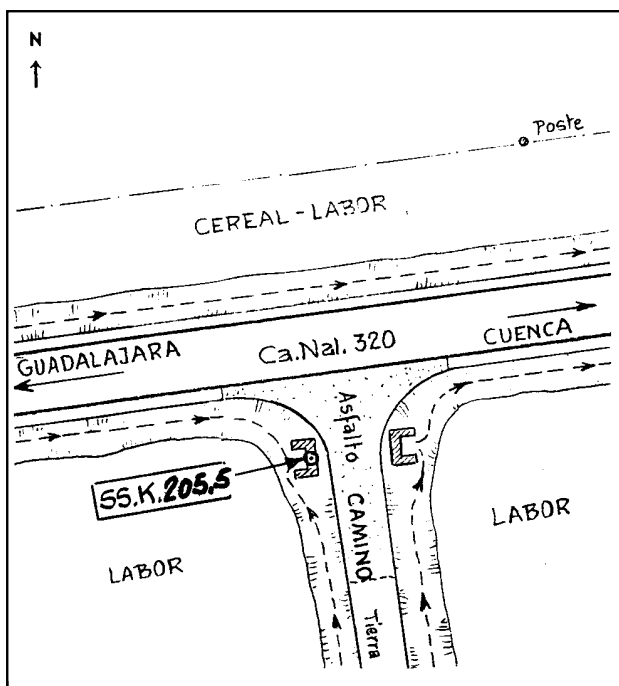 N
Poste
CEREAL-LABOR
GUADALAJARA
Ca.Nal. 320
CUENCA
Asfalto
CAMINO
Tierra
SS.K.205,5
LABOR
LABOR